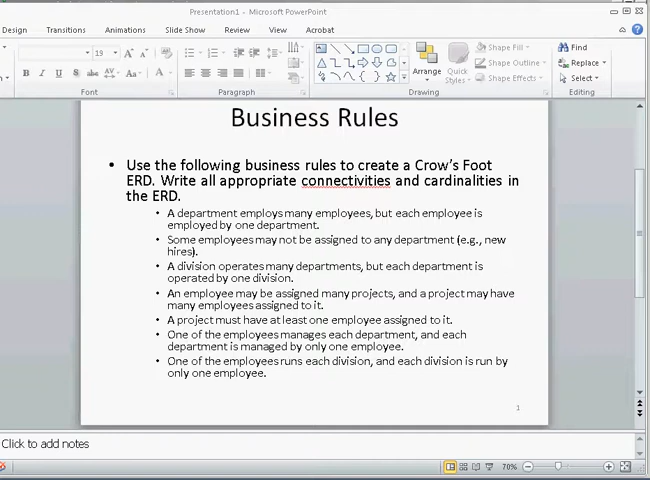 Presentation1 - Microsoft PowerPoint
Design Transitions Animations Slide Show Review View Acrobat
19 A A
B I U S abc AV Aa A
Font Paragraph Drawing Editing
Arrange Quick Styles
Shape Fill
Shape Outline
Shape Effects
Find
Replace
Select
Business Rules
• Use the following business rules to create a Crow's Foot
ERD. Write all appropriate connectivities and cardinalities in
the ERD.
• A department employs many employees, but each employee is
employed by one department.
• Some employees may not be assigned to any department (e.g., new
hires).
• A division operates many departments, but each department is
operated by one division.
• An employee may be assigned many projects, and a project may have
many employees assigned to it.
• A project must have at least one employee assigned to it.
• One of the employees manages each department, and each
department is managed by only one employee.
• One of the employees runs each division, and each division is run by
only one employee.
1
Click to add notes
70%